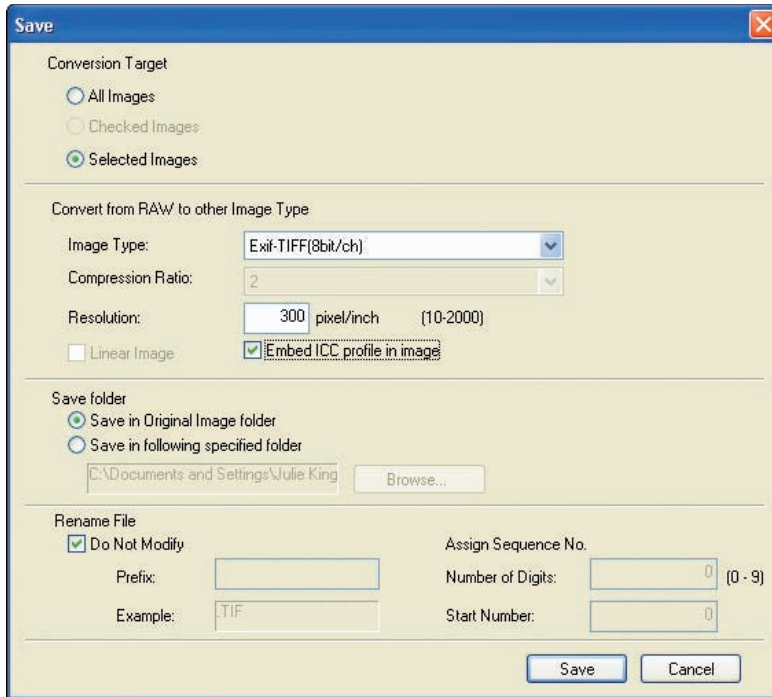 Save
Conversion Target
All Images
Checked Images
Selected Images
Convert from RAW to other Image Type
Image Type: Exif-TIFF(8bit/ch)
Compression Ratio: 2
Resolution: 300 pixel/inch (10-2000)
Linear Image Embed ICC profile in image
Save folder
Save in Original Image folder
Save in following specified folder
C:\Documents and Settings\Julie King Browse...
Rename File
Do Not Modify Assign Sequence No.
Prefix: Number of Digits: 0 (0 - 9)
Example: .TIF Start Number: 0
Save Cancel